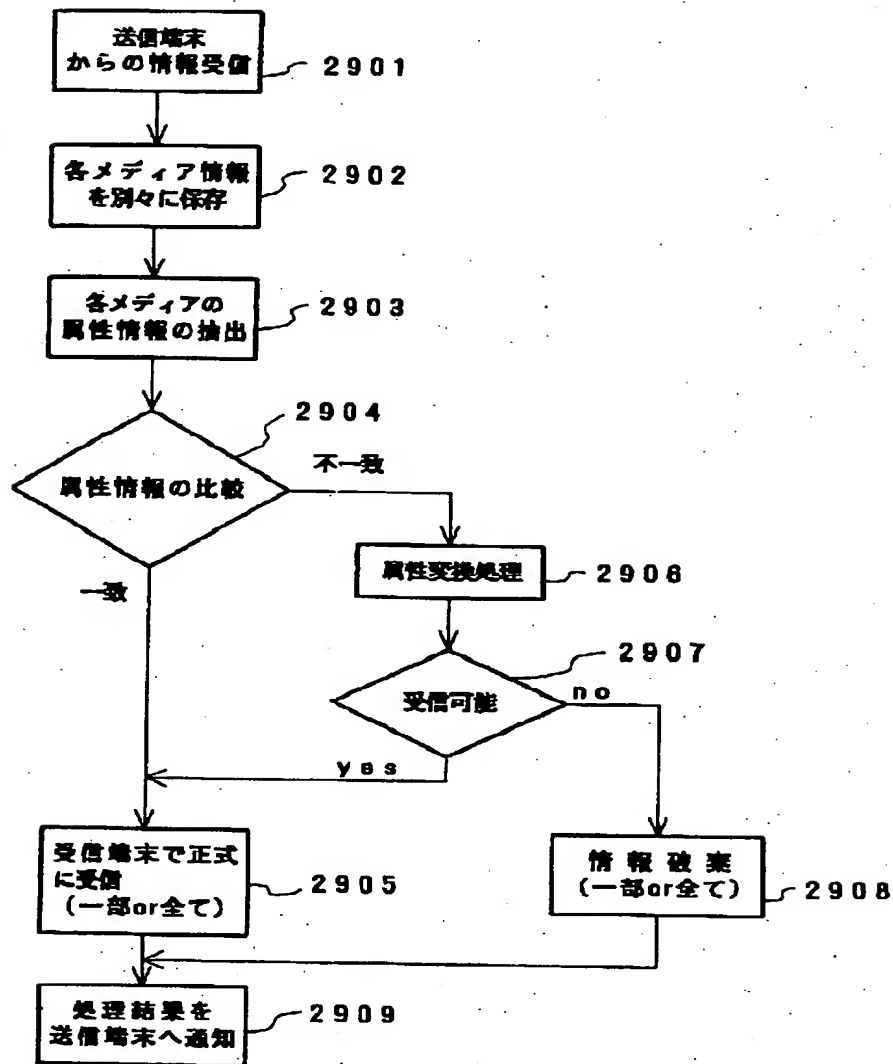 送信端末
からの情報受信
2901
各メディア情報
を別々に保存
2902
各メディアの
属性情報の抽出
2903
2904
属性情報の比較
不一致
一致
属性変換処理
2906
2907
受信可能
no
yes
受信端末で正式
に受信
(一部or全て)
2905
情報破棄
(一部or全て)
2908
処理結果を
送信端末へ通知
2909